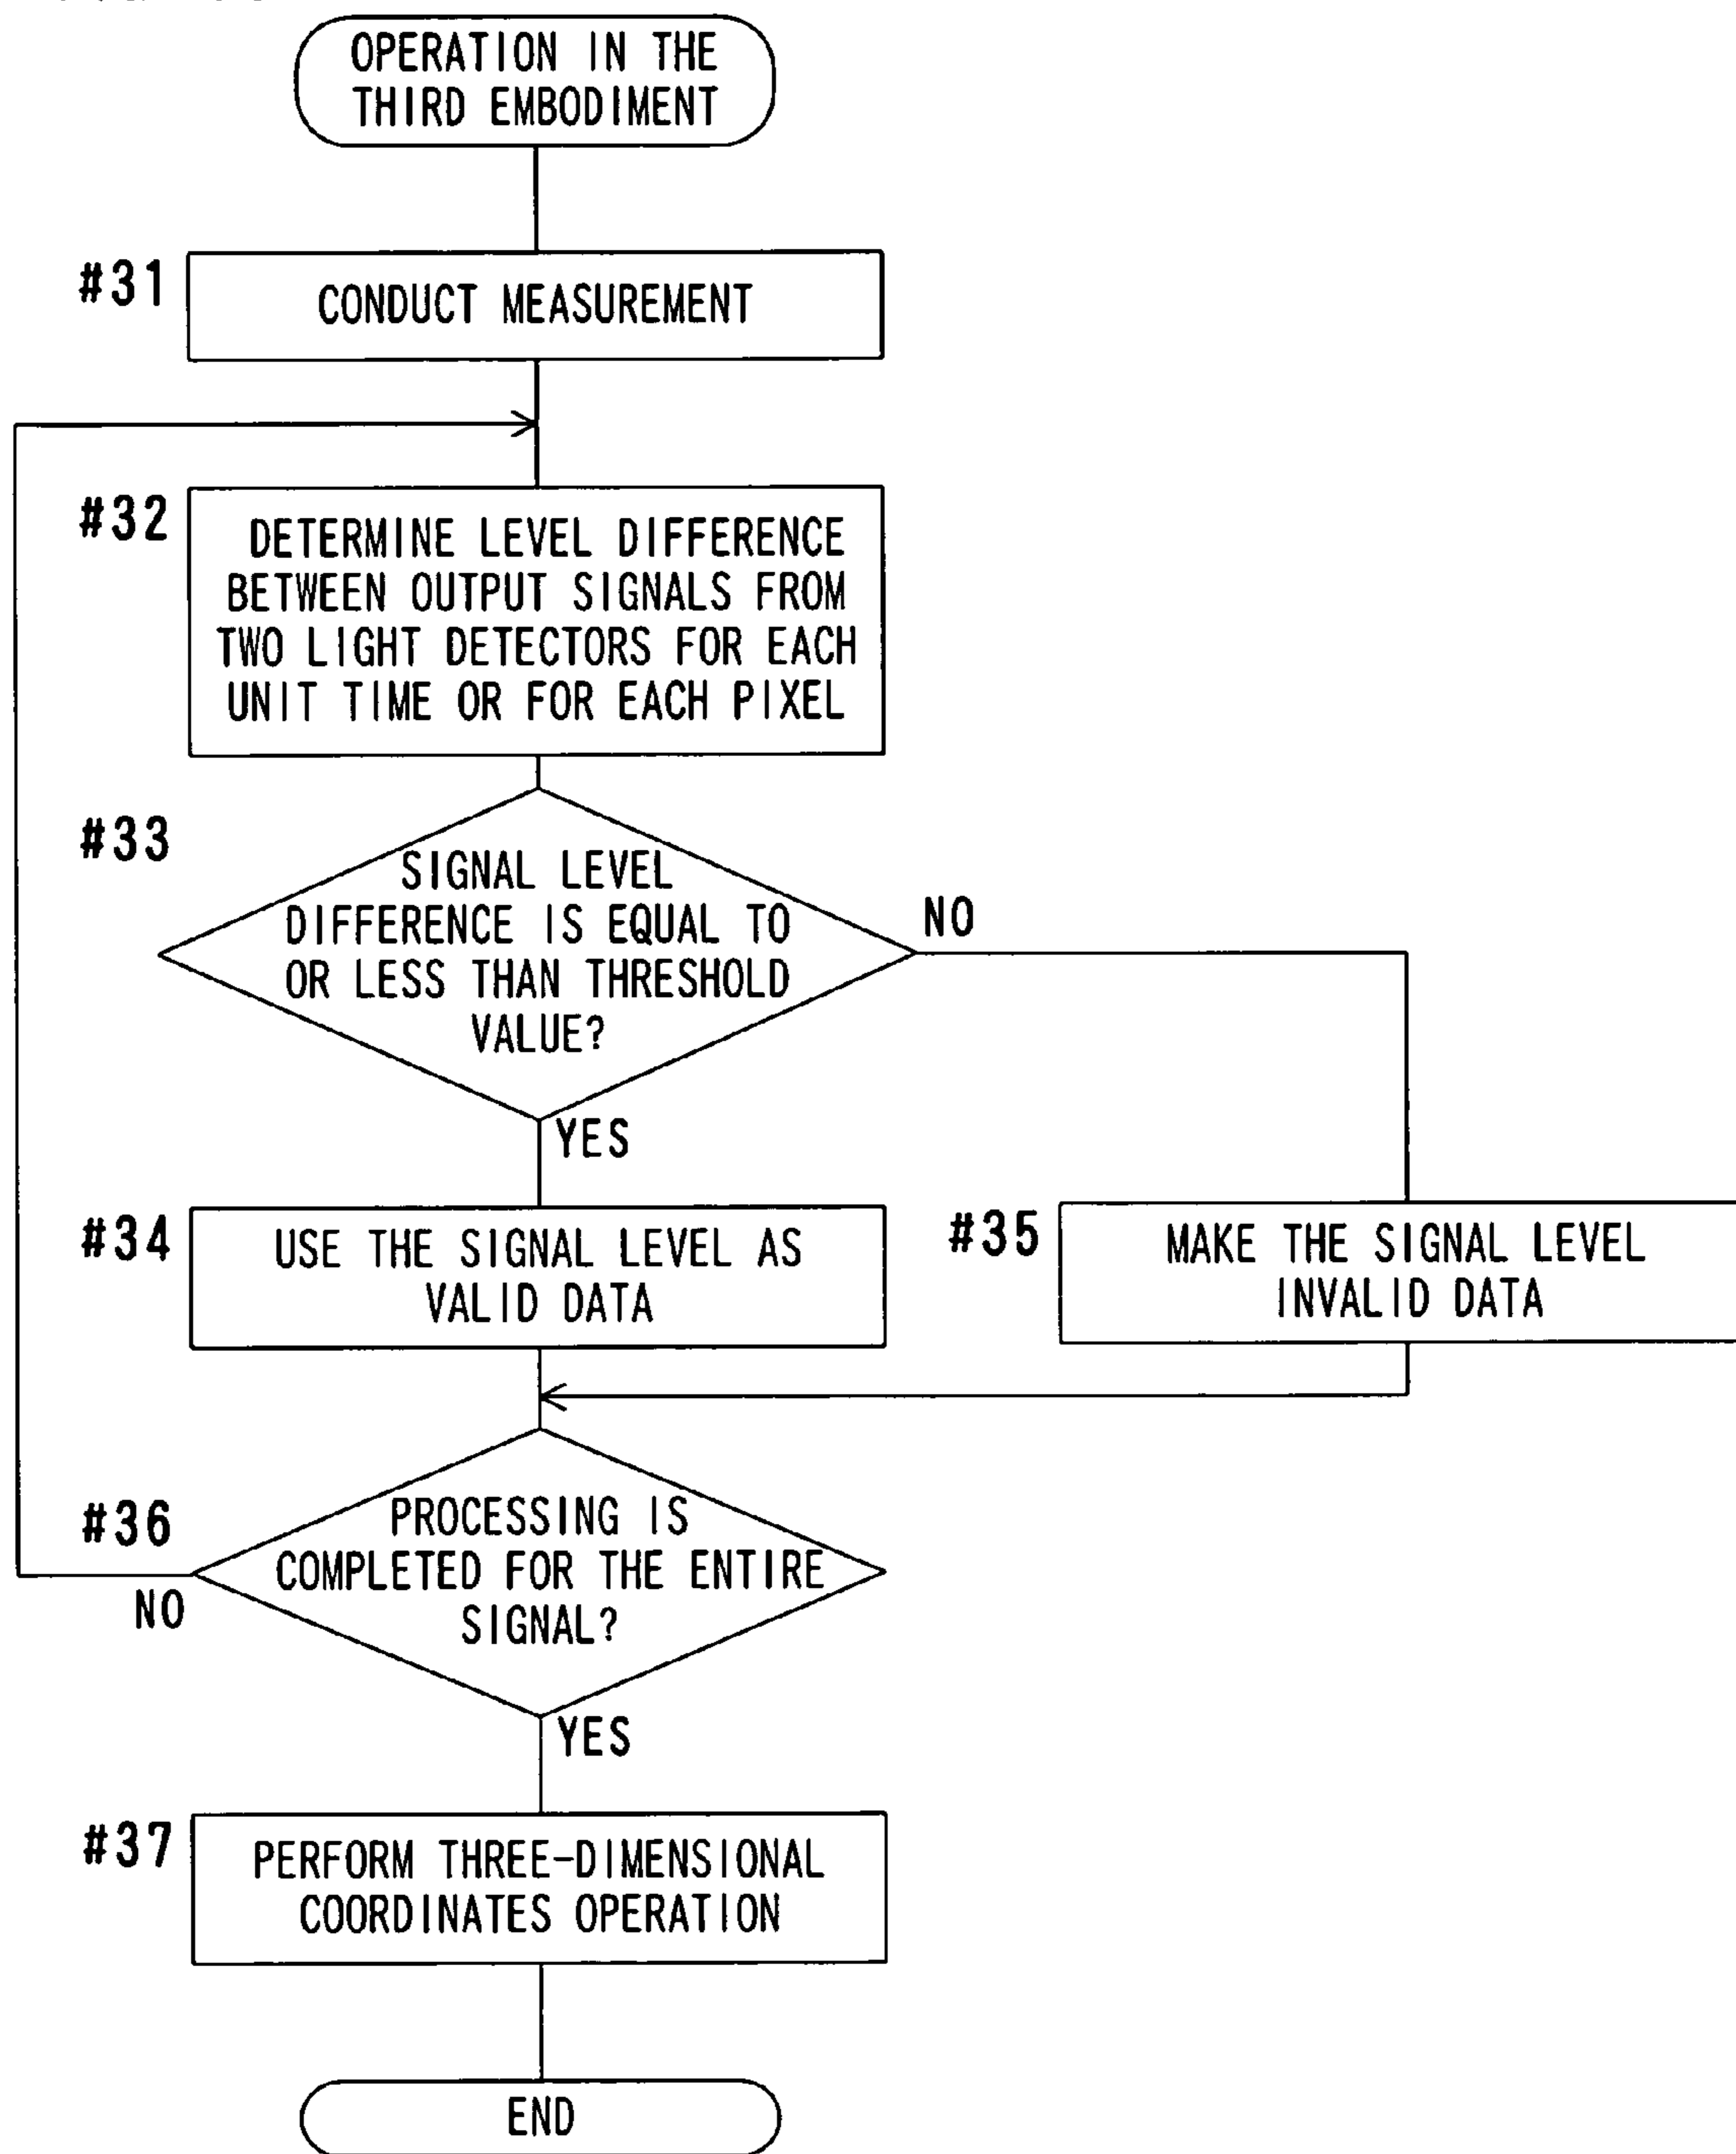 OPERATION IN THE
THIRD EMBODIMENT
#31
CONDUCT MEASUREMENT
#32
DETERMINE LEVEL DIFFERENCE
BETWEEN OUTPUT SIGNALS FROM
TWO LIGHT DETECTORS FOR EACH
UNIT TIME OR FOR EACH PIXEL
#33
SIGNAL LEVEL
DIFFERENCE IS EQUAL TO
OR LESS THAN THRESHOLD
VALUE?
NO
YES
#34
USE THE SIGNAL LEVEL AS
VALID DATA
#35
MAKE THE SIGNAL LEVEL
INVALID DATA
#36
PROCESSING IS
COMPLETED FOR THE ENTIRE
SIGNAL?
NO
YES
#37
PERFORM THREE-DIMENSIONAL
COORDINATES OPERATION
END